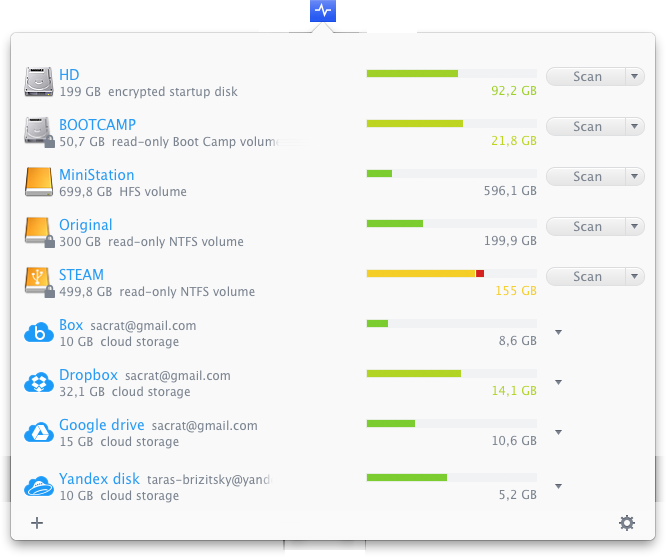 HD
199 GB encrypted startup disk
92,2 GB
Scan
BOOTCAMP
50,7 GB read-only Boot Camp volume
21,8 GB
Scan
MiniStation
699,8 GB HFS volume
596,1 GB
Scan
Original
300 GB read-only NTFS volume
199,9 GB
Scan
STEAM
499,8 GB read-only NTFS volume
155 GB
Scan
Box sacrat@gmail.com
10 GB cloud storage
8,6 GB
Dropbox sacrat@gmail.com
32,1 GB cloud storage
14,1 GB
Google drive sacrat@gmail.com
15 GB cloud storage
10,6 GB
Yandex disk taras-brizitsky@yand
10 GB cloud storage
5,2 GB